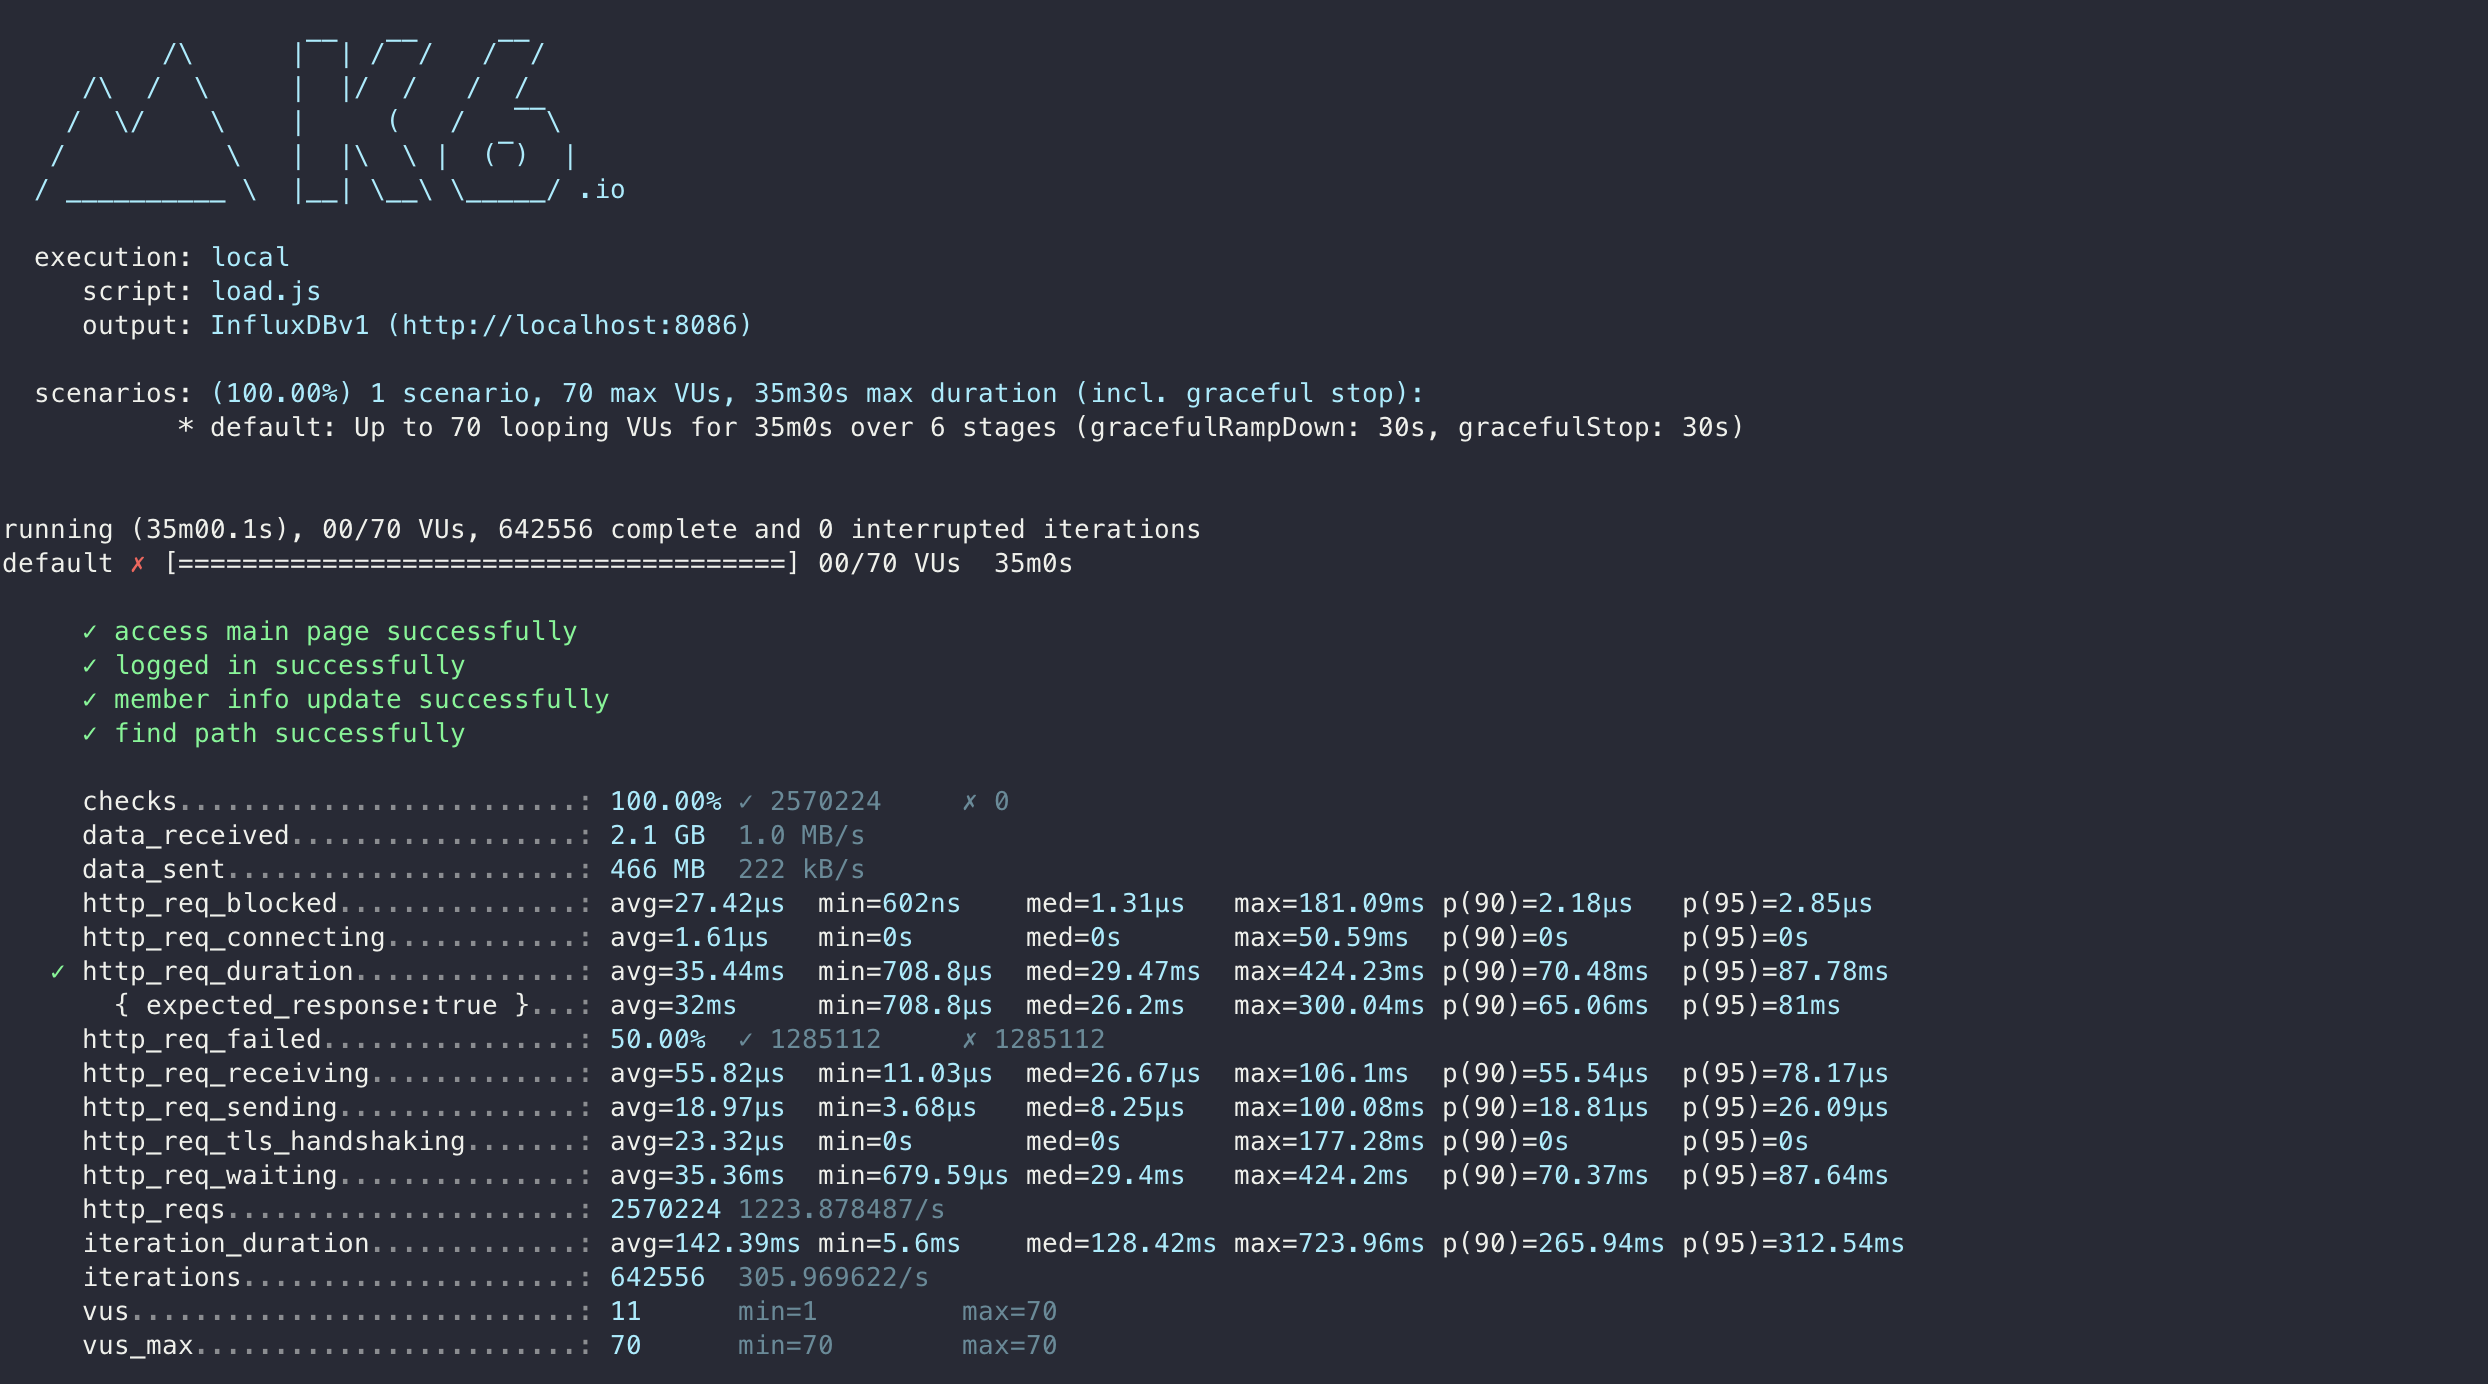 /\      |‾‾| /‾‾/   /‾‾/
     /\  /  \     |  |/  /   /  /
    /  \/    \    |     (   /   ‾‾\
   /          \   |  |\  \ |  (‾)  |
  / __________ \  |__| \__\ \_____/ .io
execution: local
script: load.js
output: InfluxDBv1 (http://localhost:8086)
scenarios: (100.00%) 1 scenario, 70 max VUs, 35m30s max duration (incl. graceful stop):
* default: Up to 70 looping VUs for 35m0s over 6 stages (gracefulRampDown: 30s, gracefulStop: 30s)
running (35m00.1s), 00/70 VUs, 642556 complete and 0 interrupted iterations
default ✗ [======================================] 00/70 VUs  35m0s
✓ access main page successfully
✓ logged in successfully
✓ member info update successfully
✓ find path successfully
checks.........................: 100.00% ✓ 2570224     ✗ 0
data_received..................: 2.1 GB  1.0 MB/s
data_sent......................: 466 MB  222 kB/s
http_req_blocked...............: avg=27.42µs  min=602ns    med=1.31µs   max=181.09ms p(90)=2.18µs   p(95)=2.85µs
http_req_connecting............: avg=1.61µs   min=0s       med=0s       max=50.59ms  p(90)=0s       p(95)=0s
✓ http_req_duration..............: avg=35.44ms  min=708.8µs  med=29.47ms  max=424.23ms p(90)=70.48ms  p(95)=87.78ms
{ expected_response:true }...: avg=32ms     min=708.8µs  med=26.2ms   max=300.04ms p(90)=65.06ms  p(95)=81ms
http_req_failed................: 50.00%  ✓ 1285112     ✗ 1285112
http_req_receiving.............: avg=55.82µs  min=11.03µs  med=26.67µs  max=106.1ms  p(90)=55.54µs  p(95)=78.17µs
http_req_sending...............: avg=18.97µs  min=3.68µs   med=8.25µs   max=100.08ms p(90)=18.81µs  p(95)=26.09µs
http_req_tls_handshaking.......: avg=23.32µs  min=0s       med=0s       max=177.28ms p(90)=0s       p(95)=0s
http_req_waiting...............: avg=35.36ms  min=679.59µs med=29.4ms   max=424.2ms  p(90)=70.37ms  p(95)=87.64ms
http_reqs......................: 2570224 1223.878487/s
iteration_duration.............: avg=142.39ms min=5.6ms    med=128.42ms max=723.96ms p(90)=265.94ms p(95)=312.54ms
iterations.....................: 642556  305.969622/s
vus............................: 11      min=1         max=70
vus_max........................: 70      min=70        max=70